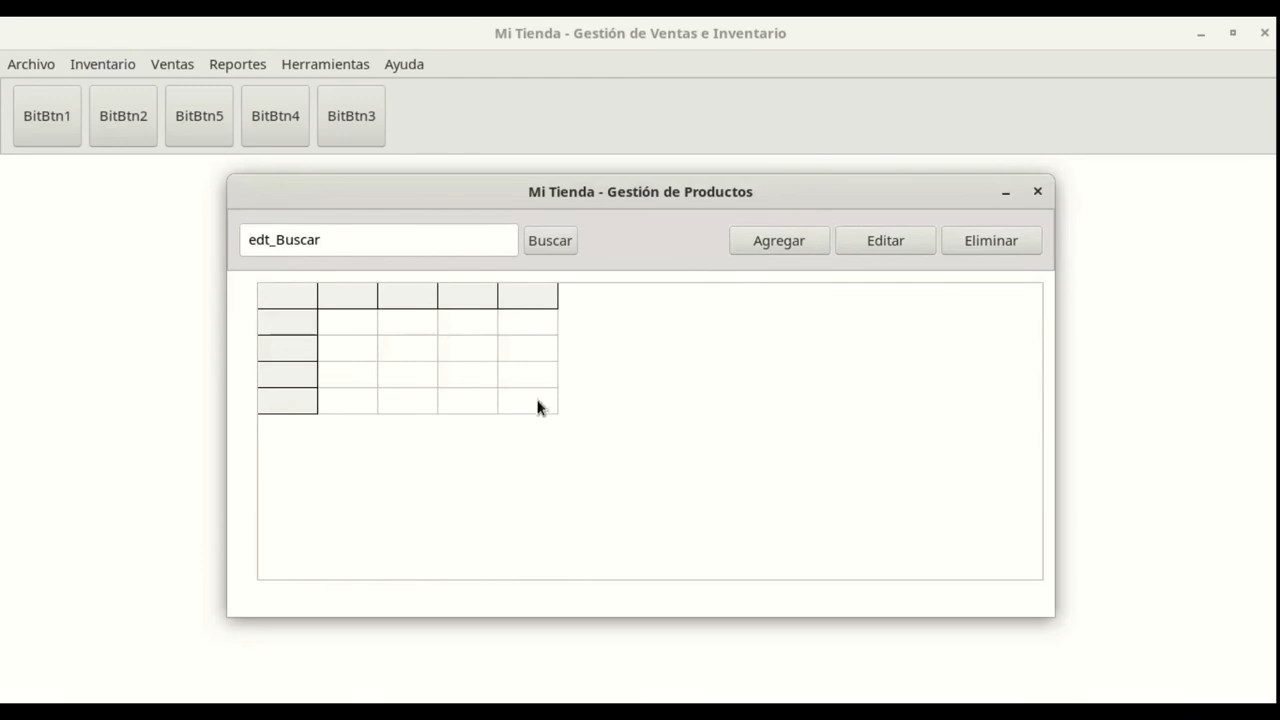 Mi Tienda - Gestión de Ventas e Inventario
Archivo Inventario Ventas Reportes Herramientas Ayuda
BitBtn1 BitBtn2 BitBtn5 BitBtn4 BitBtn3
Mi Tienda - Gestión de Productos
edt_Buscar Buscar Agregar Editar Eliminar